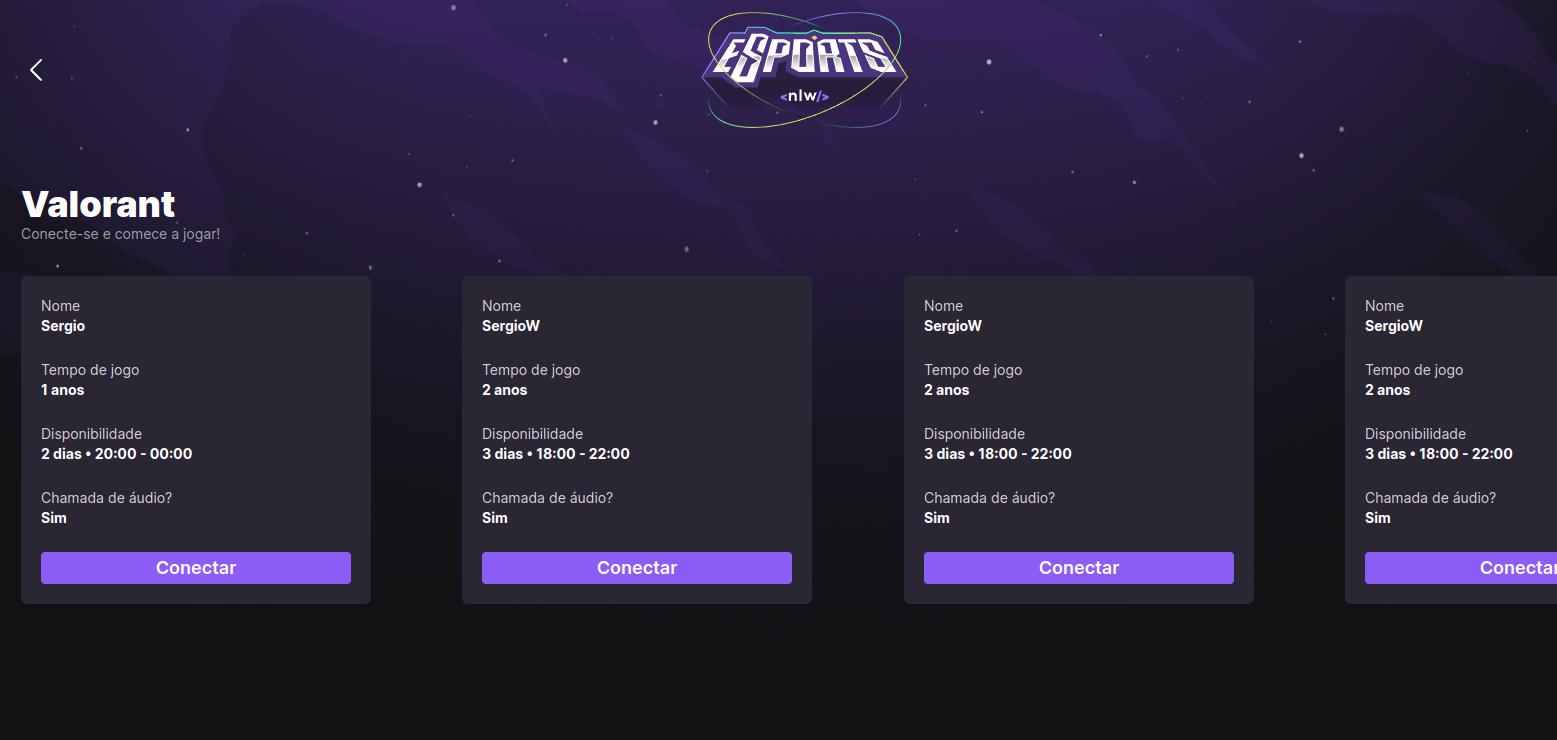 ESPORTS
<nlw/>
Valorant
Conecte-se e comece a jogar!
Nome
Sergio
Tempo de jogo
1 anos
Disponibilidade
2 dias • 20:00 - 00:00
Chamada de áudio?
Sim
Conectar
Nome
SergioW
Tempo de jogo
2 anos
Disponibilidade
3 dias • 18:00 - 22:00
Chamada de áudio?
Sim
Conectar
Nome
SergioW
Tempo de jogo
2 anos
Disponibilidade
3 dias • 18:00 - 22:00
Chamada de áudio?
Sim
Conectar
Nome
SergioW
Tempo de jogo
2 anos
Disponibilidade
3 dias • 18:00 - 22:00
Chamada de áudio?
Sim
Conectar